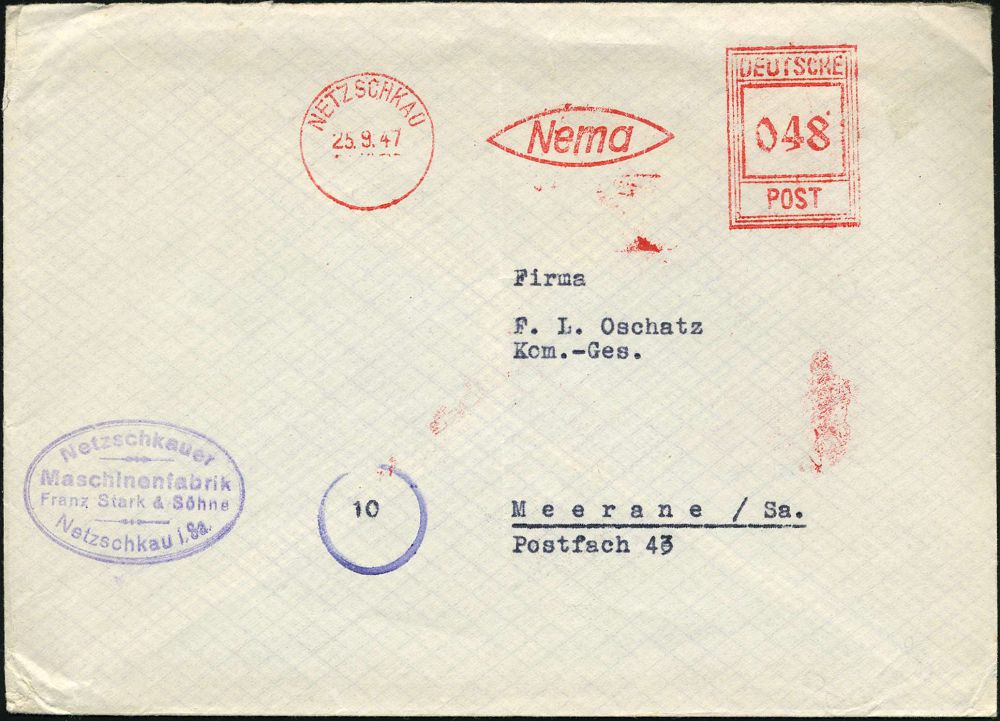 NETZSCHKAU
25.9.47
Nema
DEUTSCHE
048
POST
Firma
F. L. Oschatz
Kom.-Ges.
Netzschkauer
Maschinenfabrik
Franz Stark & Söhne
Netzschkau i. Sa.
10
Meerane / Sa.
Postfach 43